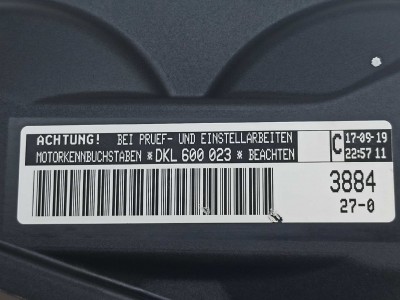 ACHTUNG! BEI PRUEF- UND EINSTELLARBEITEN
MOTORKENNBUCHSTABEN * DKL 600 023 * BEACHTEN
C
17-09-19
22:57 11
3884
27-0